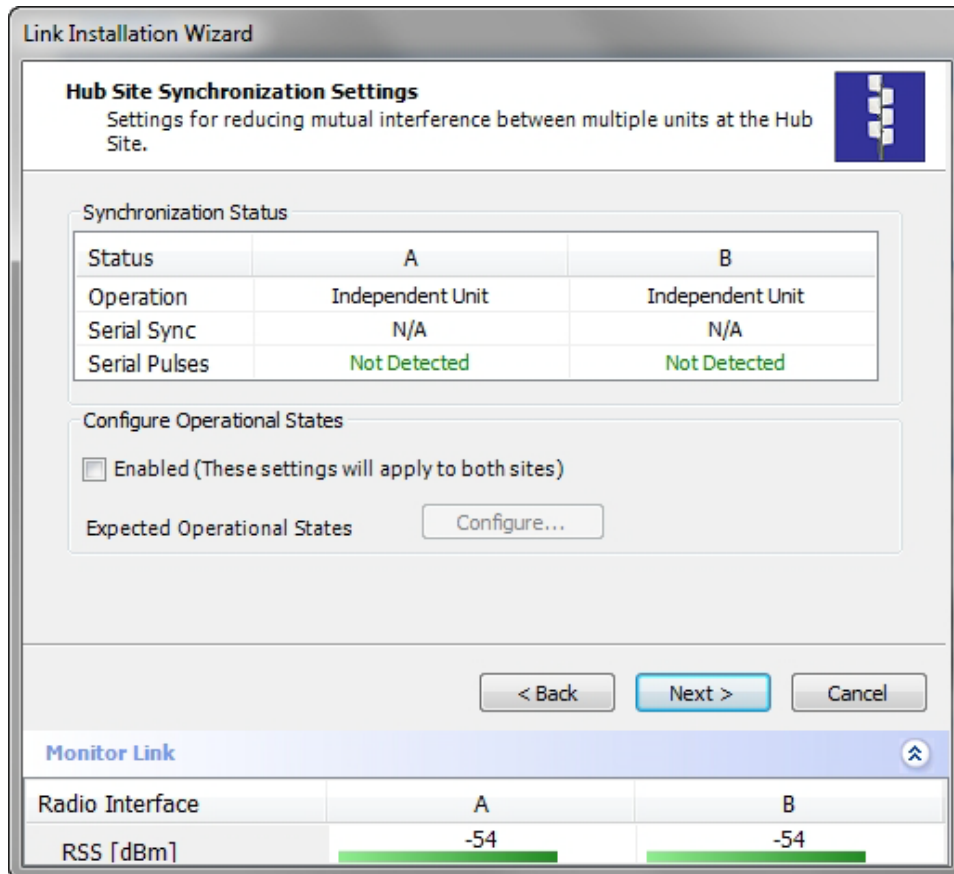 Link Installation Wizard
Hub Site Synchronization Settings
Settings for reducing mutual interference between multiple units at the Hub
Site.
Synchronization Status
Status A B
Operation Independent Unit Independent Unit
Serial Sync N/A N/A
Serial Pulses Not Detected Not Detected
Configure Operational States
Enabled (These settings will apply to both sites)
Expected Operational States Configure...
< Back Next > Cancel
Monitor Link
Radio Interface A B
RSS [dBm] -54 -54